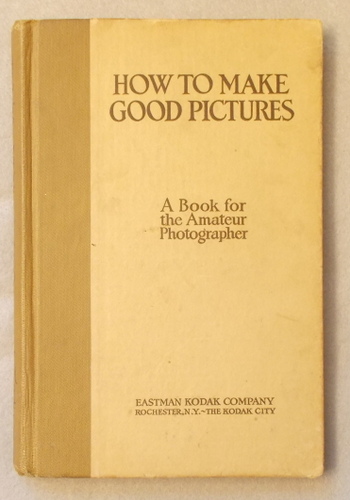 HOW TO MAKE
GOOD PICTURES
A Book for
the Amateur
Photographer
EASTMAN KODAK COMPANY
ROCHESTER, N.Y.~THE KODAK CITY